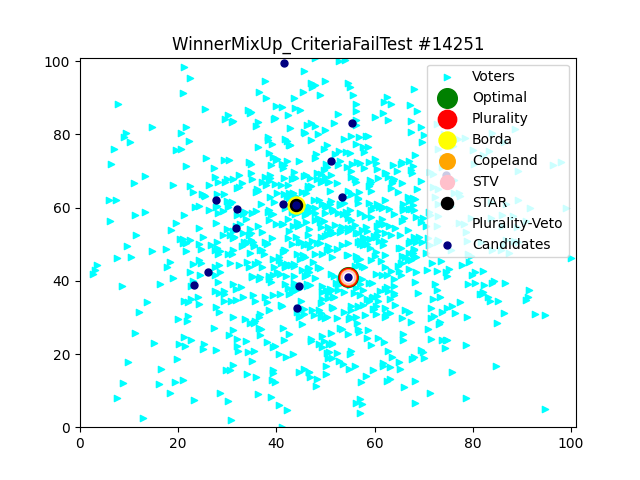 WinnerMixUp_CriteriaFailTest #14251
100
80
60
40
20
0
0 20 40 60 80 100
Voters
Optimal
Plurality
Borda
Copeland
STV
STAR
Plurality-Veto
Candidates